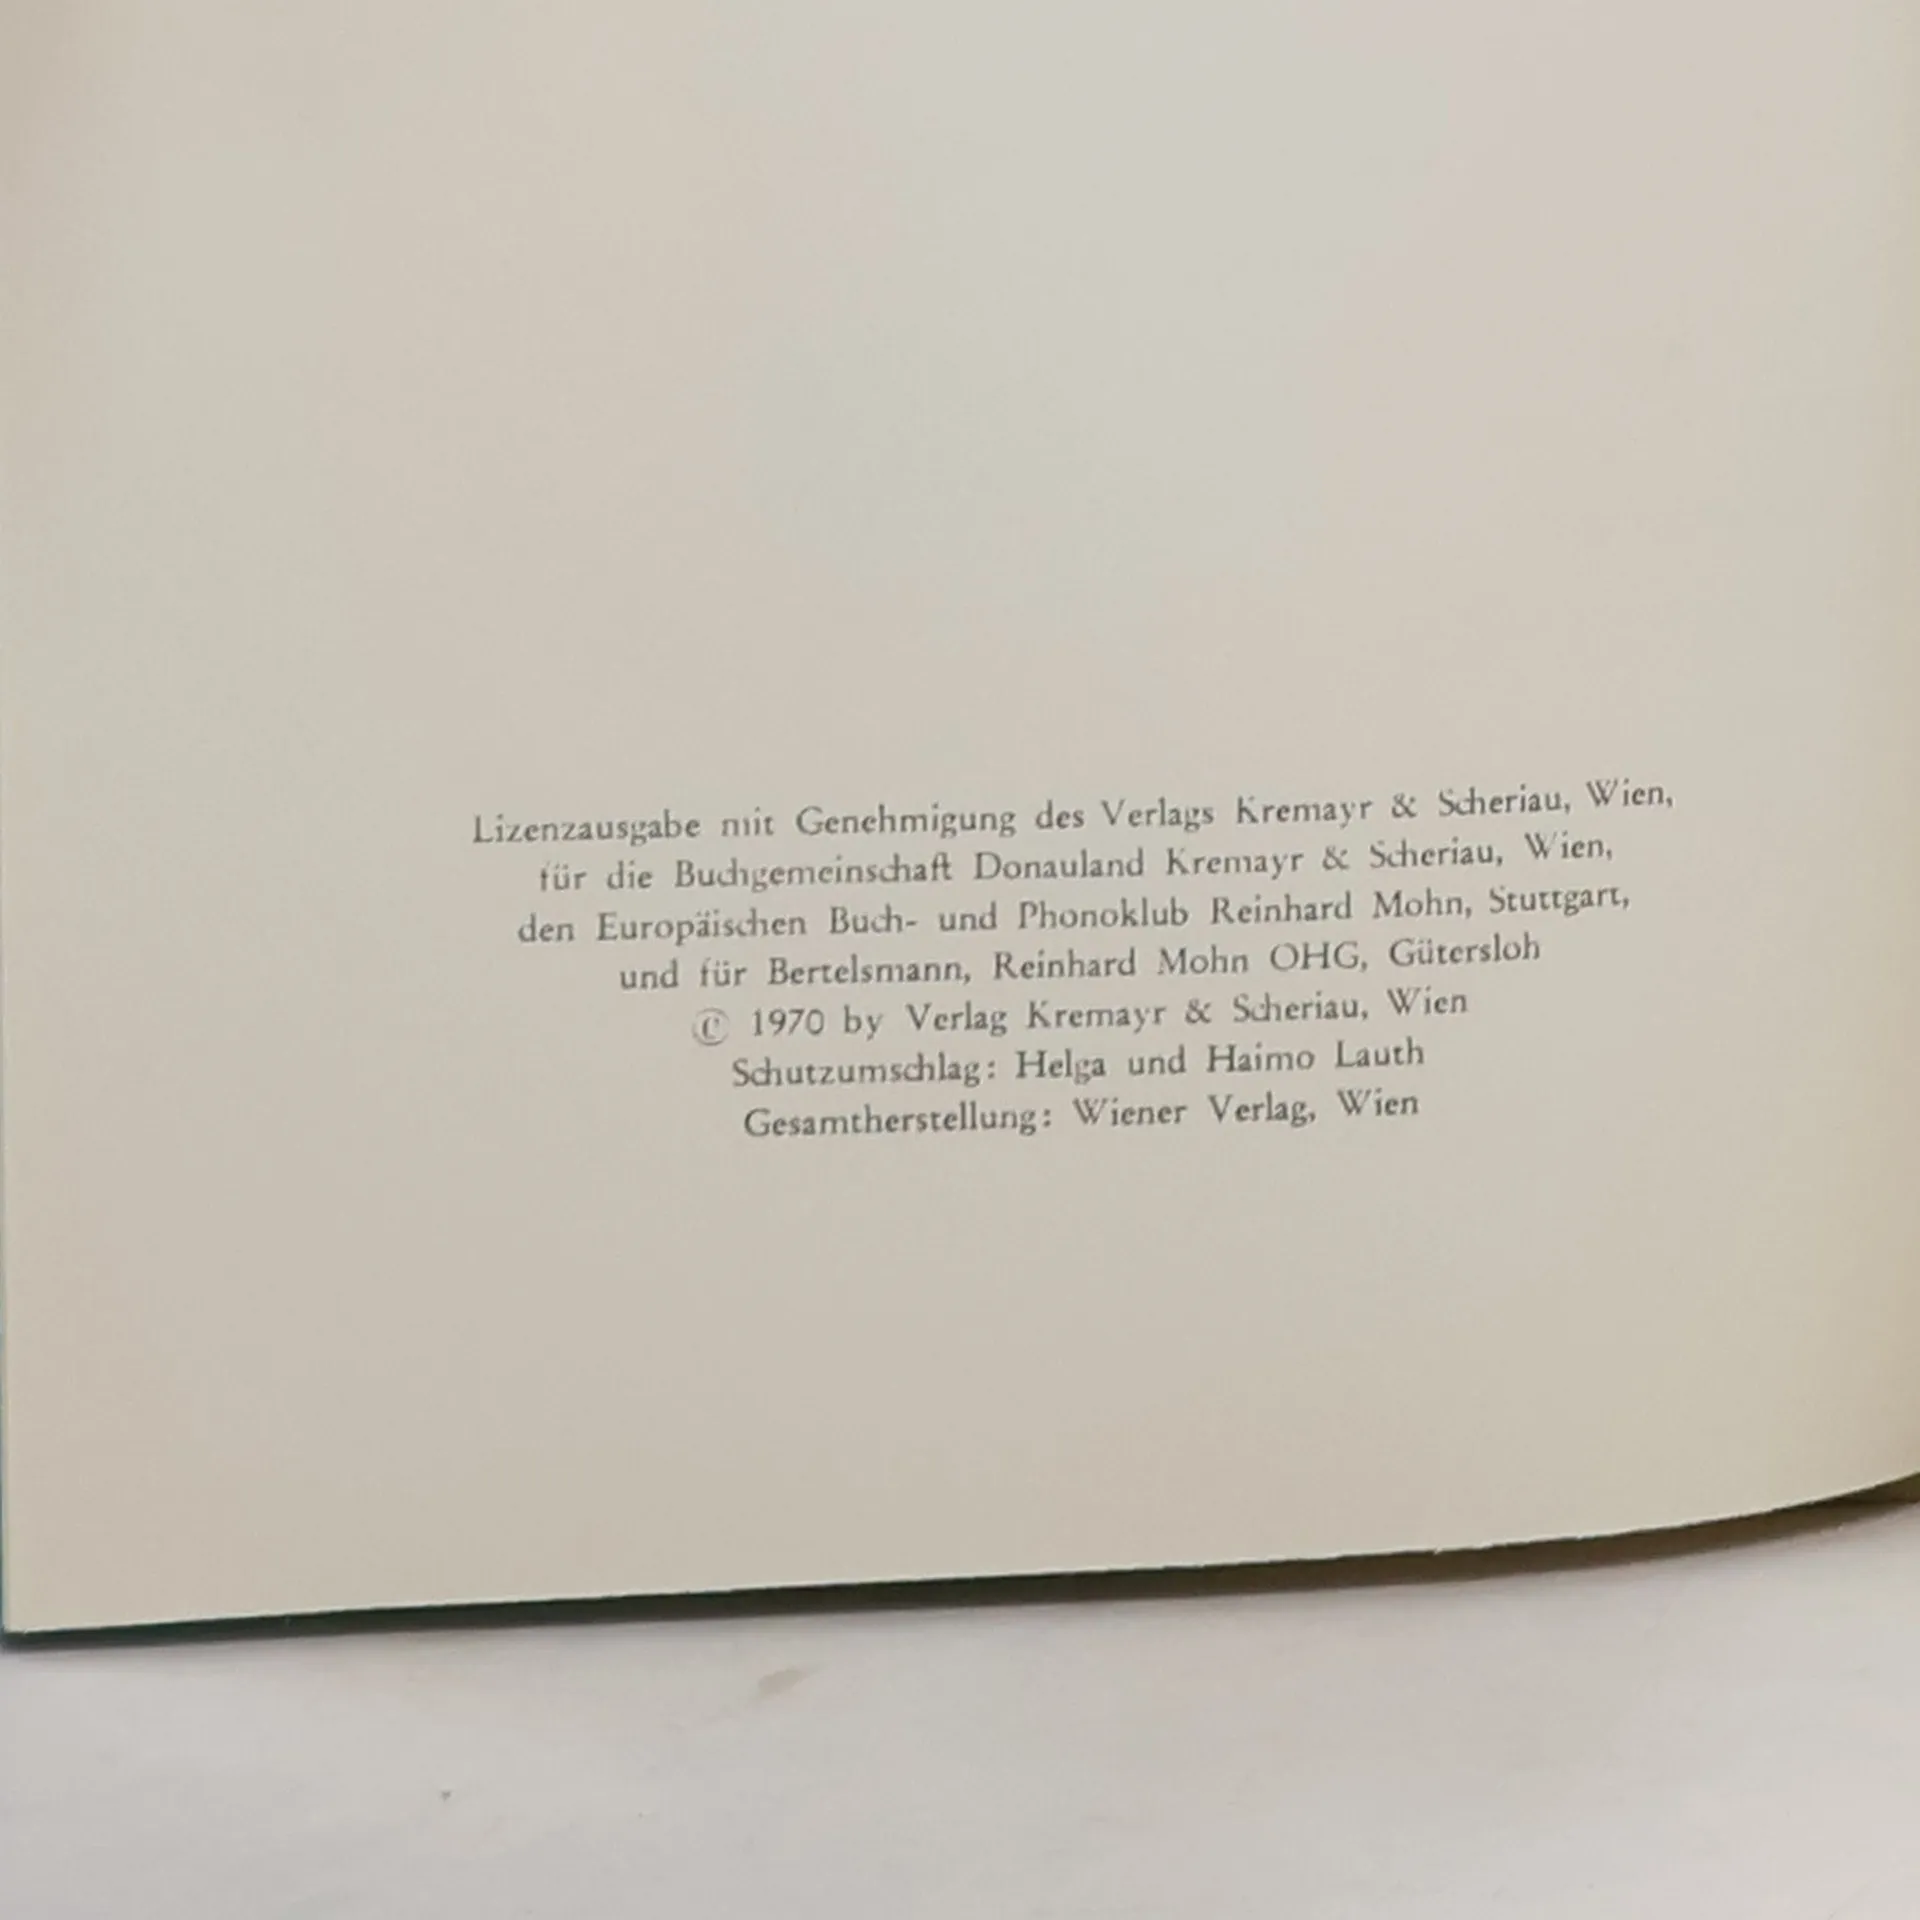 Lizenzausgabe mit Genehmigung des Verlags Kremayr & Scheriau, Wien,
für die Buchgemeinschaft Donauland Kremayr & Scheriau, Wien,
den Europäischen Buch- und Phonoklub Reinhard Mohn, Stuttgart,
und für Bertelsmann, Reinhard Mohn OHG, Gütersloh
© 1970 by Verlag Kremayr & Scheriau, Wien
Schutzumschlag: Helga und Haimo Lauth
Gesamtherstellung: Wiener Verlag, Wien